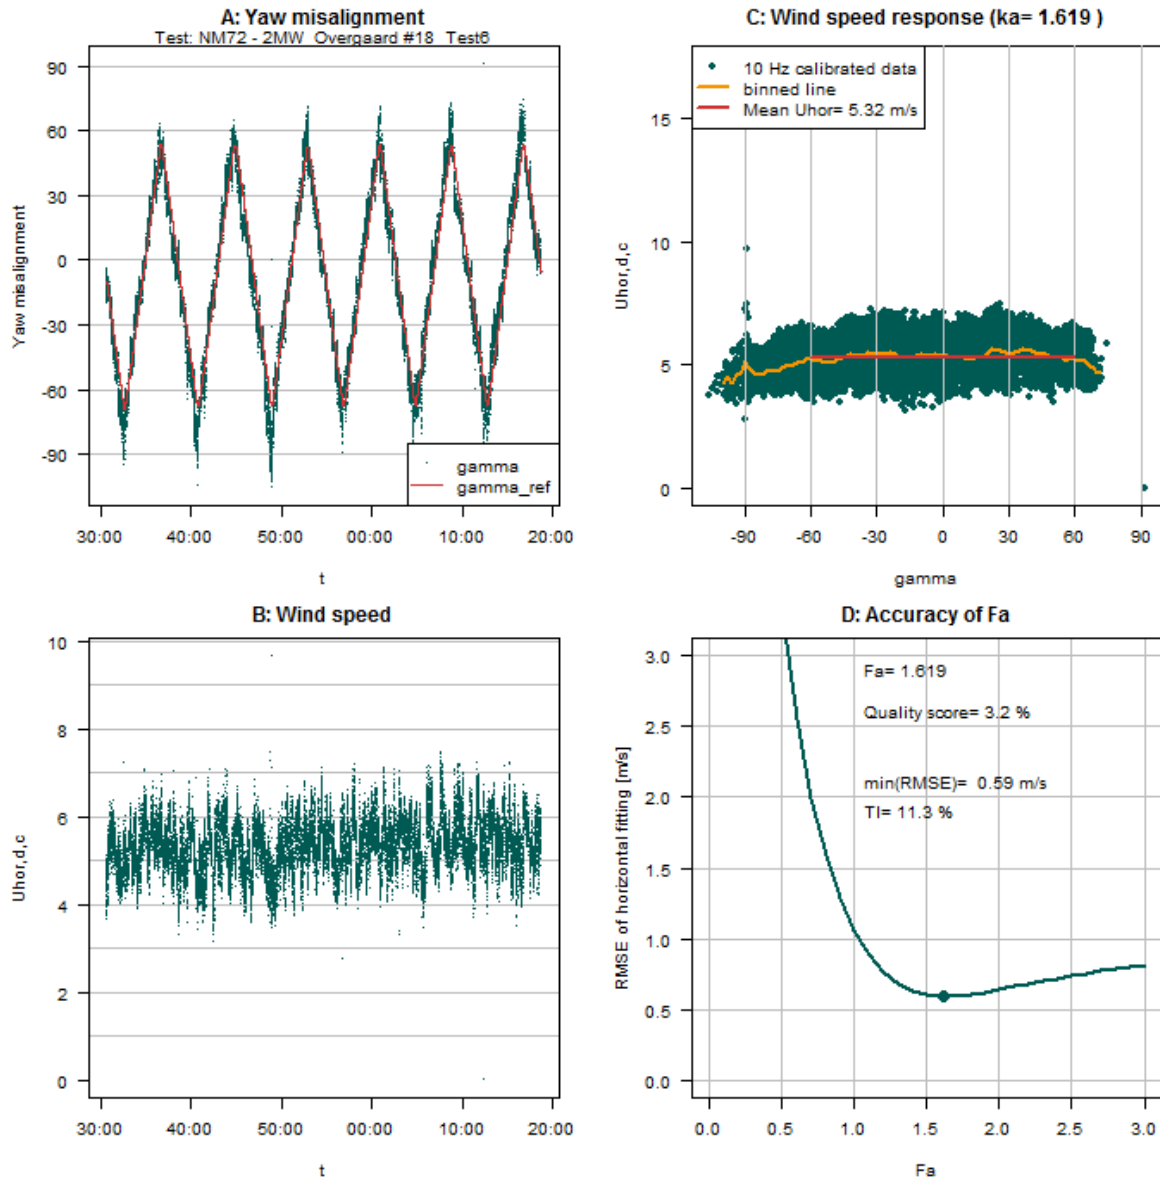 A: Yaw misalignment
Test: NM72 - 2MW Overgaard #18 Test6
Yaw misalignment
90
60
30
0
-30
-60
-90
gamma
gamma_ref
30:00 40:00 50:00 00:00 10:00 20:00
t
C: Wind speed response (ka= 1.619 )
10 Hz calibrated data
binned line
Mean Uhor= 5.32 m/s
Uhor,d,c
15
10
5
0
-90 -60 -30 0 30 60 90
gamma
B: Wind speed
Uhor,d,c
10
8
6
4
2
0
30:00 40:00 50:00 00:00 10:00 20:00
t
D: Accuracy of Fa
Fa= 1.619
Quality score= 3.2 %
min(RMSE)= 0.59 m/s
TI= 11.3 %
RMSE of horizontal fitting [m/s]
3.0
2.5
2.0
1.5
1.0
0.5
0.0
0.0 0.5 1.0 1.5 2.0 2.5 3.0
Fa